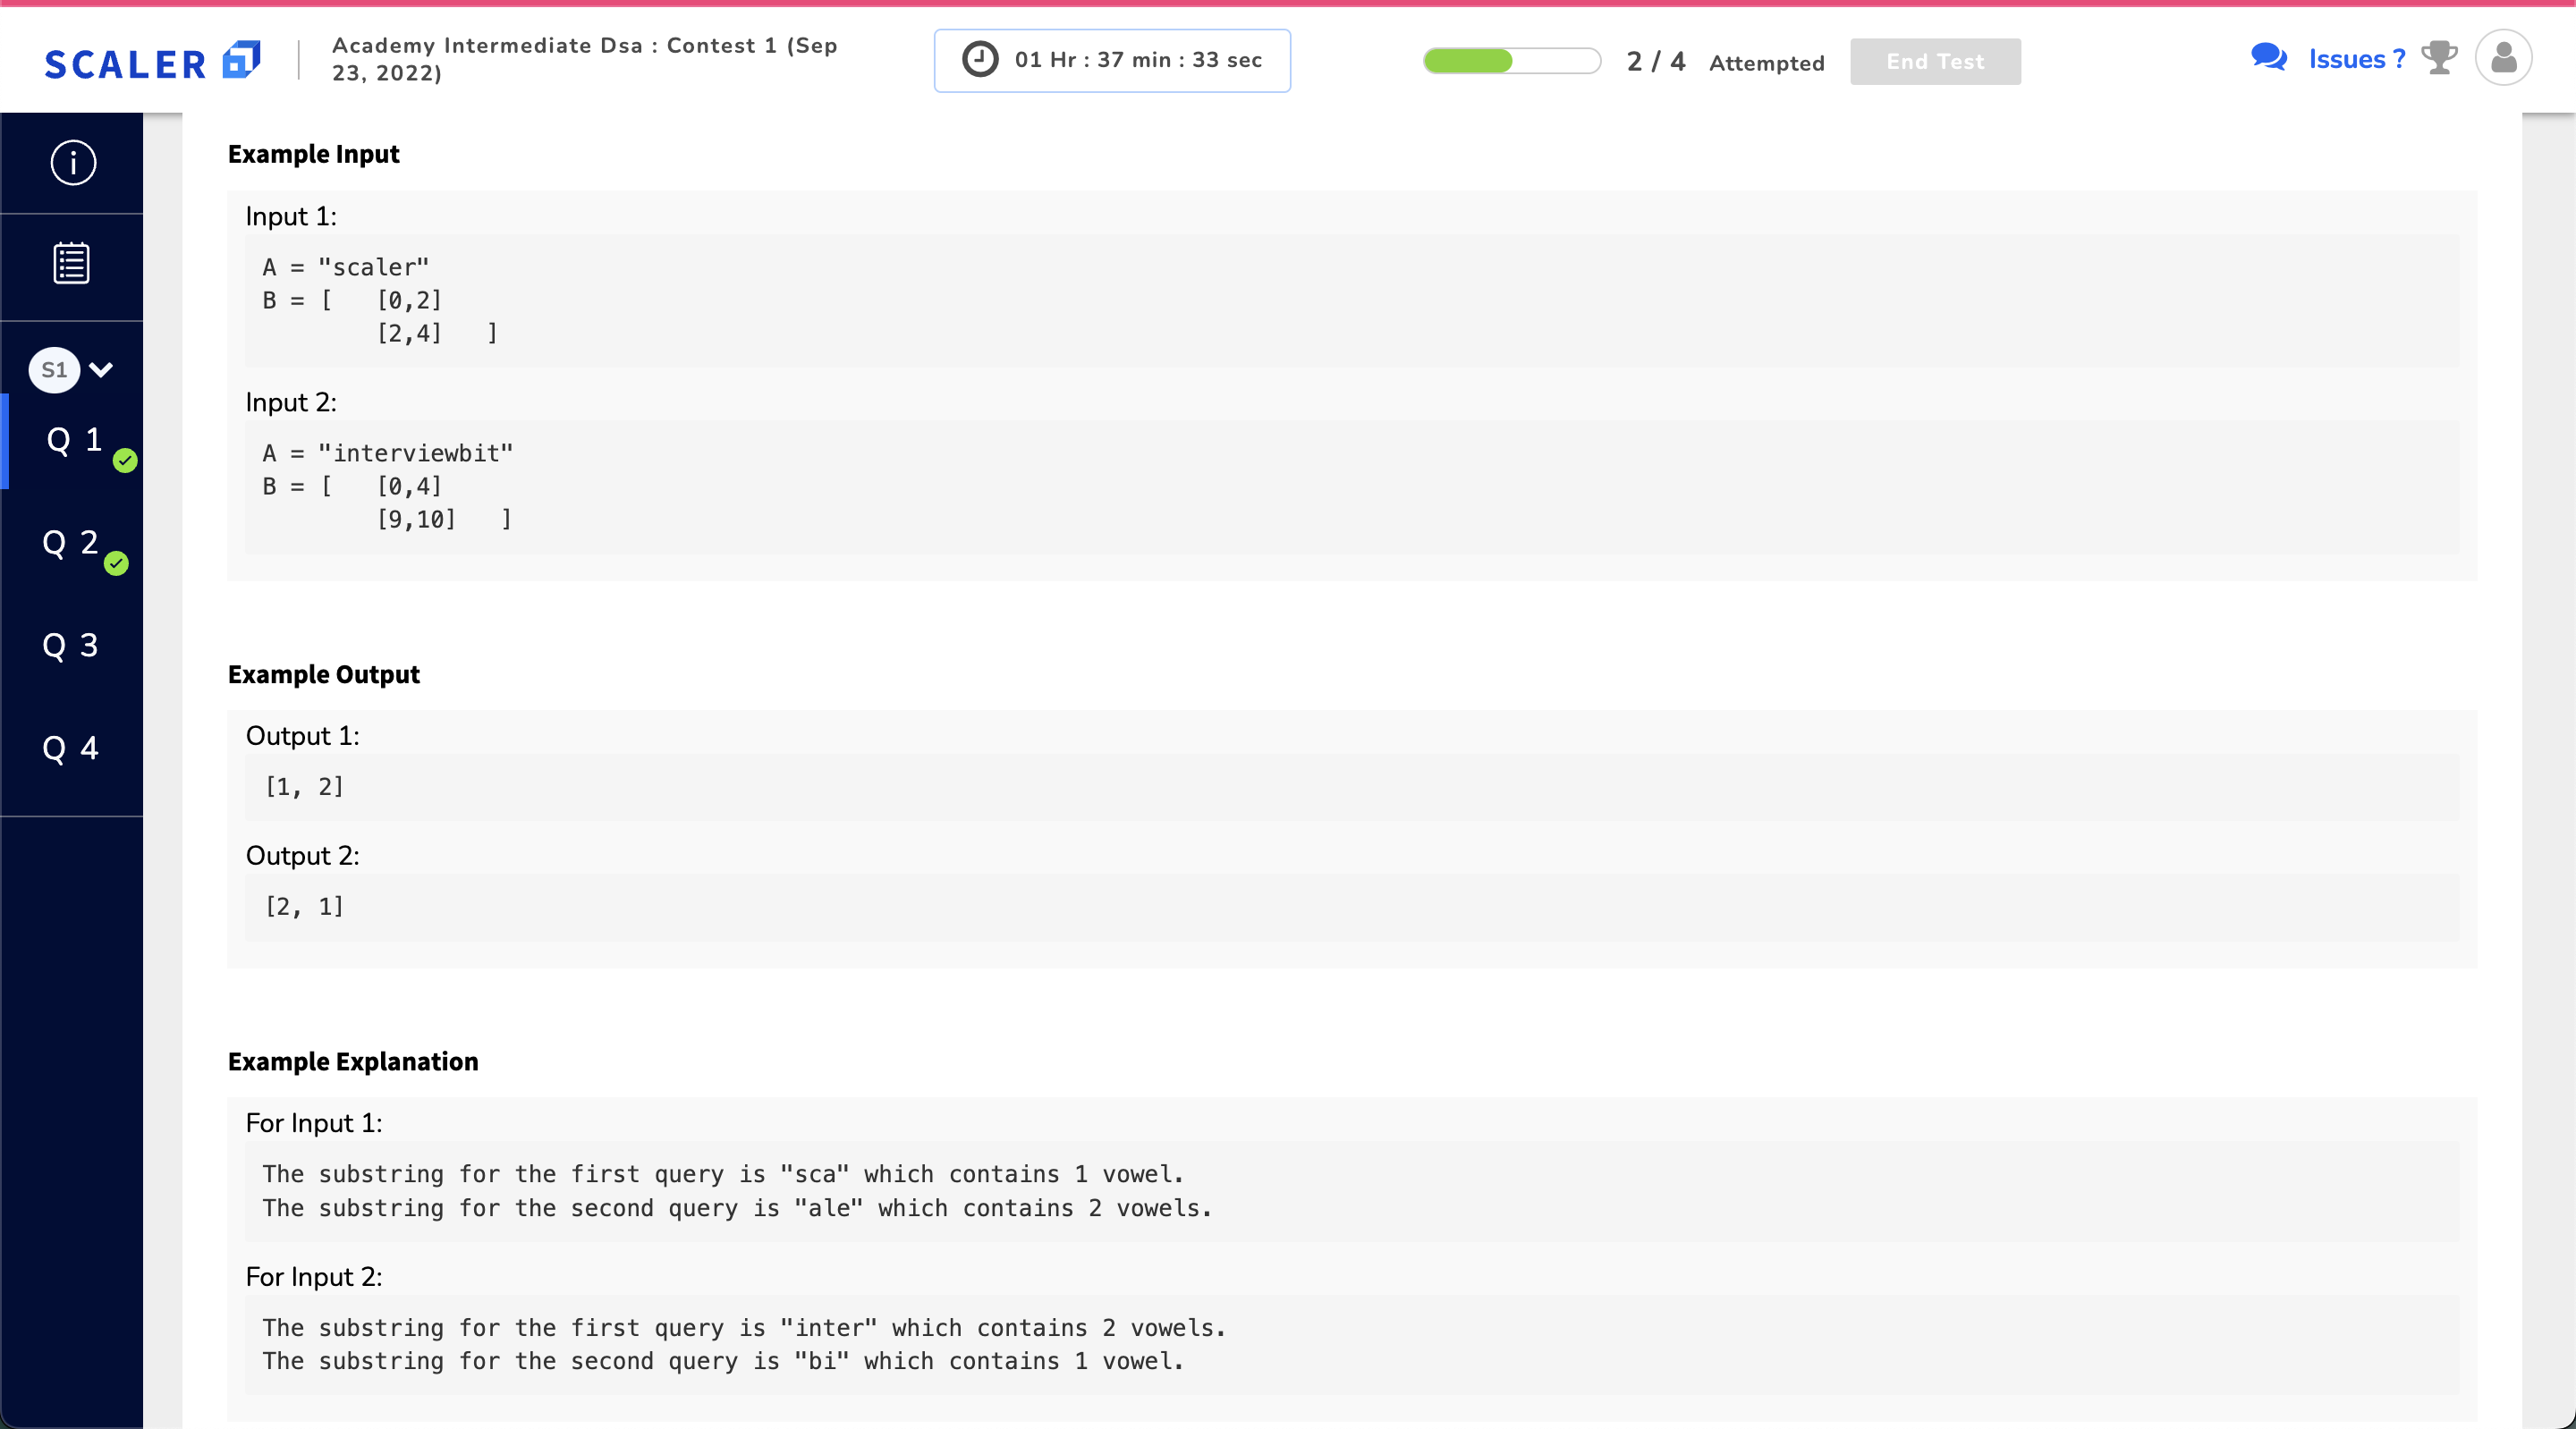 SCALER
Academy Intermediate Dsa : Contest 1 (Sep
23, 2022)
01 Hr : 37 min : 33 sec
2 / 4 Attempted
End Test
Issues ?
S1
Q 1
Q 2
Q 3
Q 4
Example Input
Input 1:
A = "scaler"
B = [ [0,2]
[2,4] ]
Input 2:
A = "interviewbit"
B = [ [0,4]
[9,10] ]
Example Output
Output 1:
[1, 2]
Output 2:
[2, 1]
Example Explanation
For Input 1:
The substring for the first query is "sca" which contains 1 vowel.
The substring for the second query is "ale" which contains 2 vowels.
For Input 2:
The substring for the first query is "inter" which contains 2 vowels.
The substring for the second query is "bi" which contains 1 vowel.